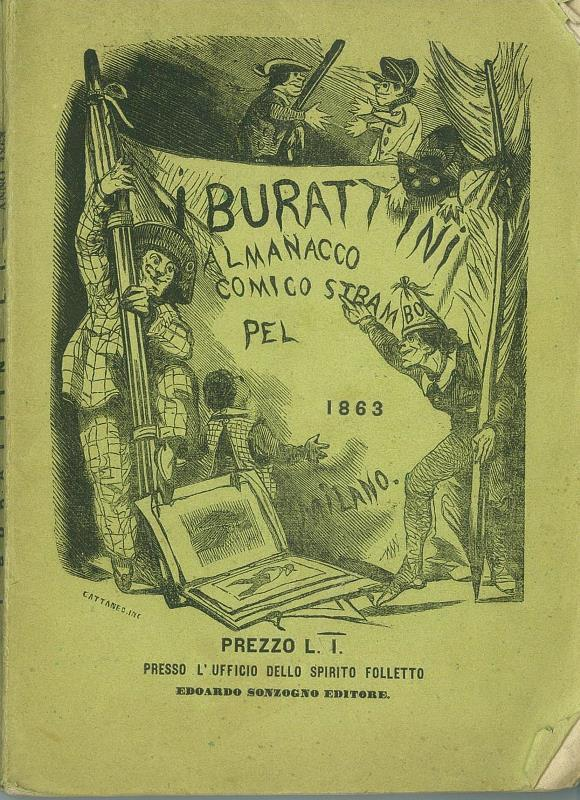 I BURATTINI
ALMANACCO
COMICO STRAMBO
PEL
1863
MILANO.
CATTANEO. INC
PREZZO L. 1.
PRESSO L' UFFICIO DELLO SPIRITO FOLLETTO
EDOARDO SONZOGNO EDITORE.